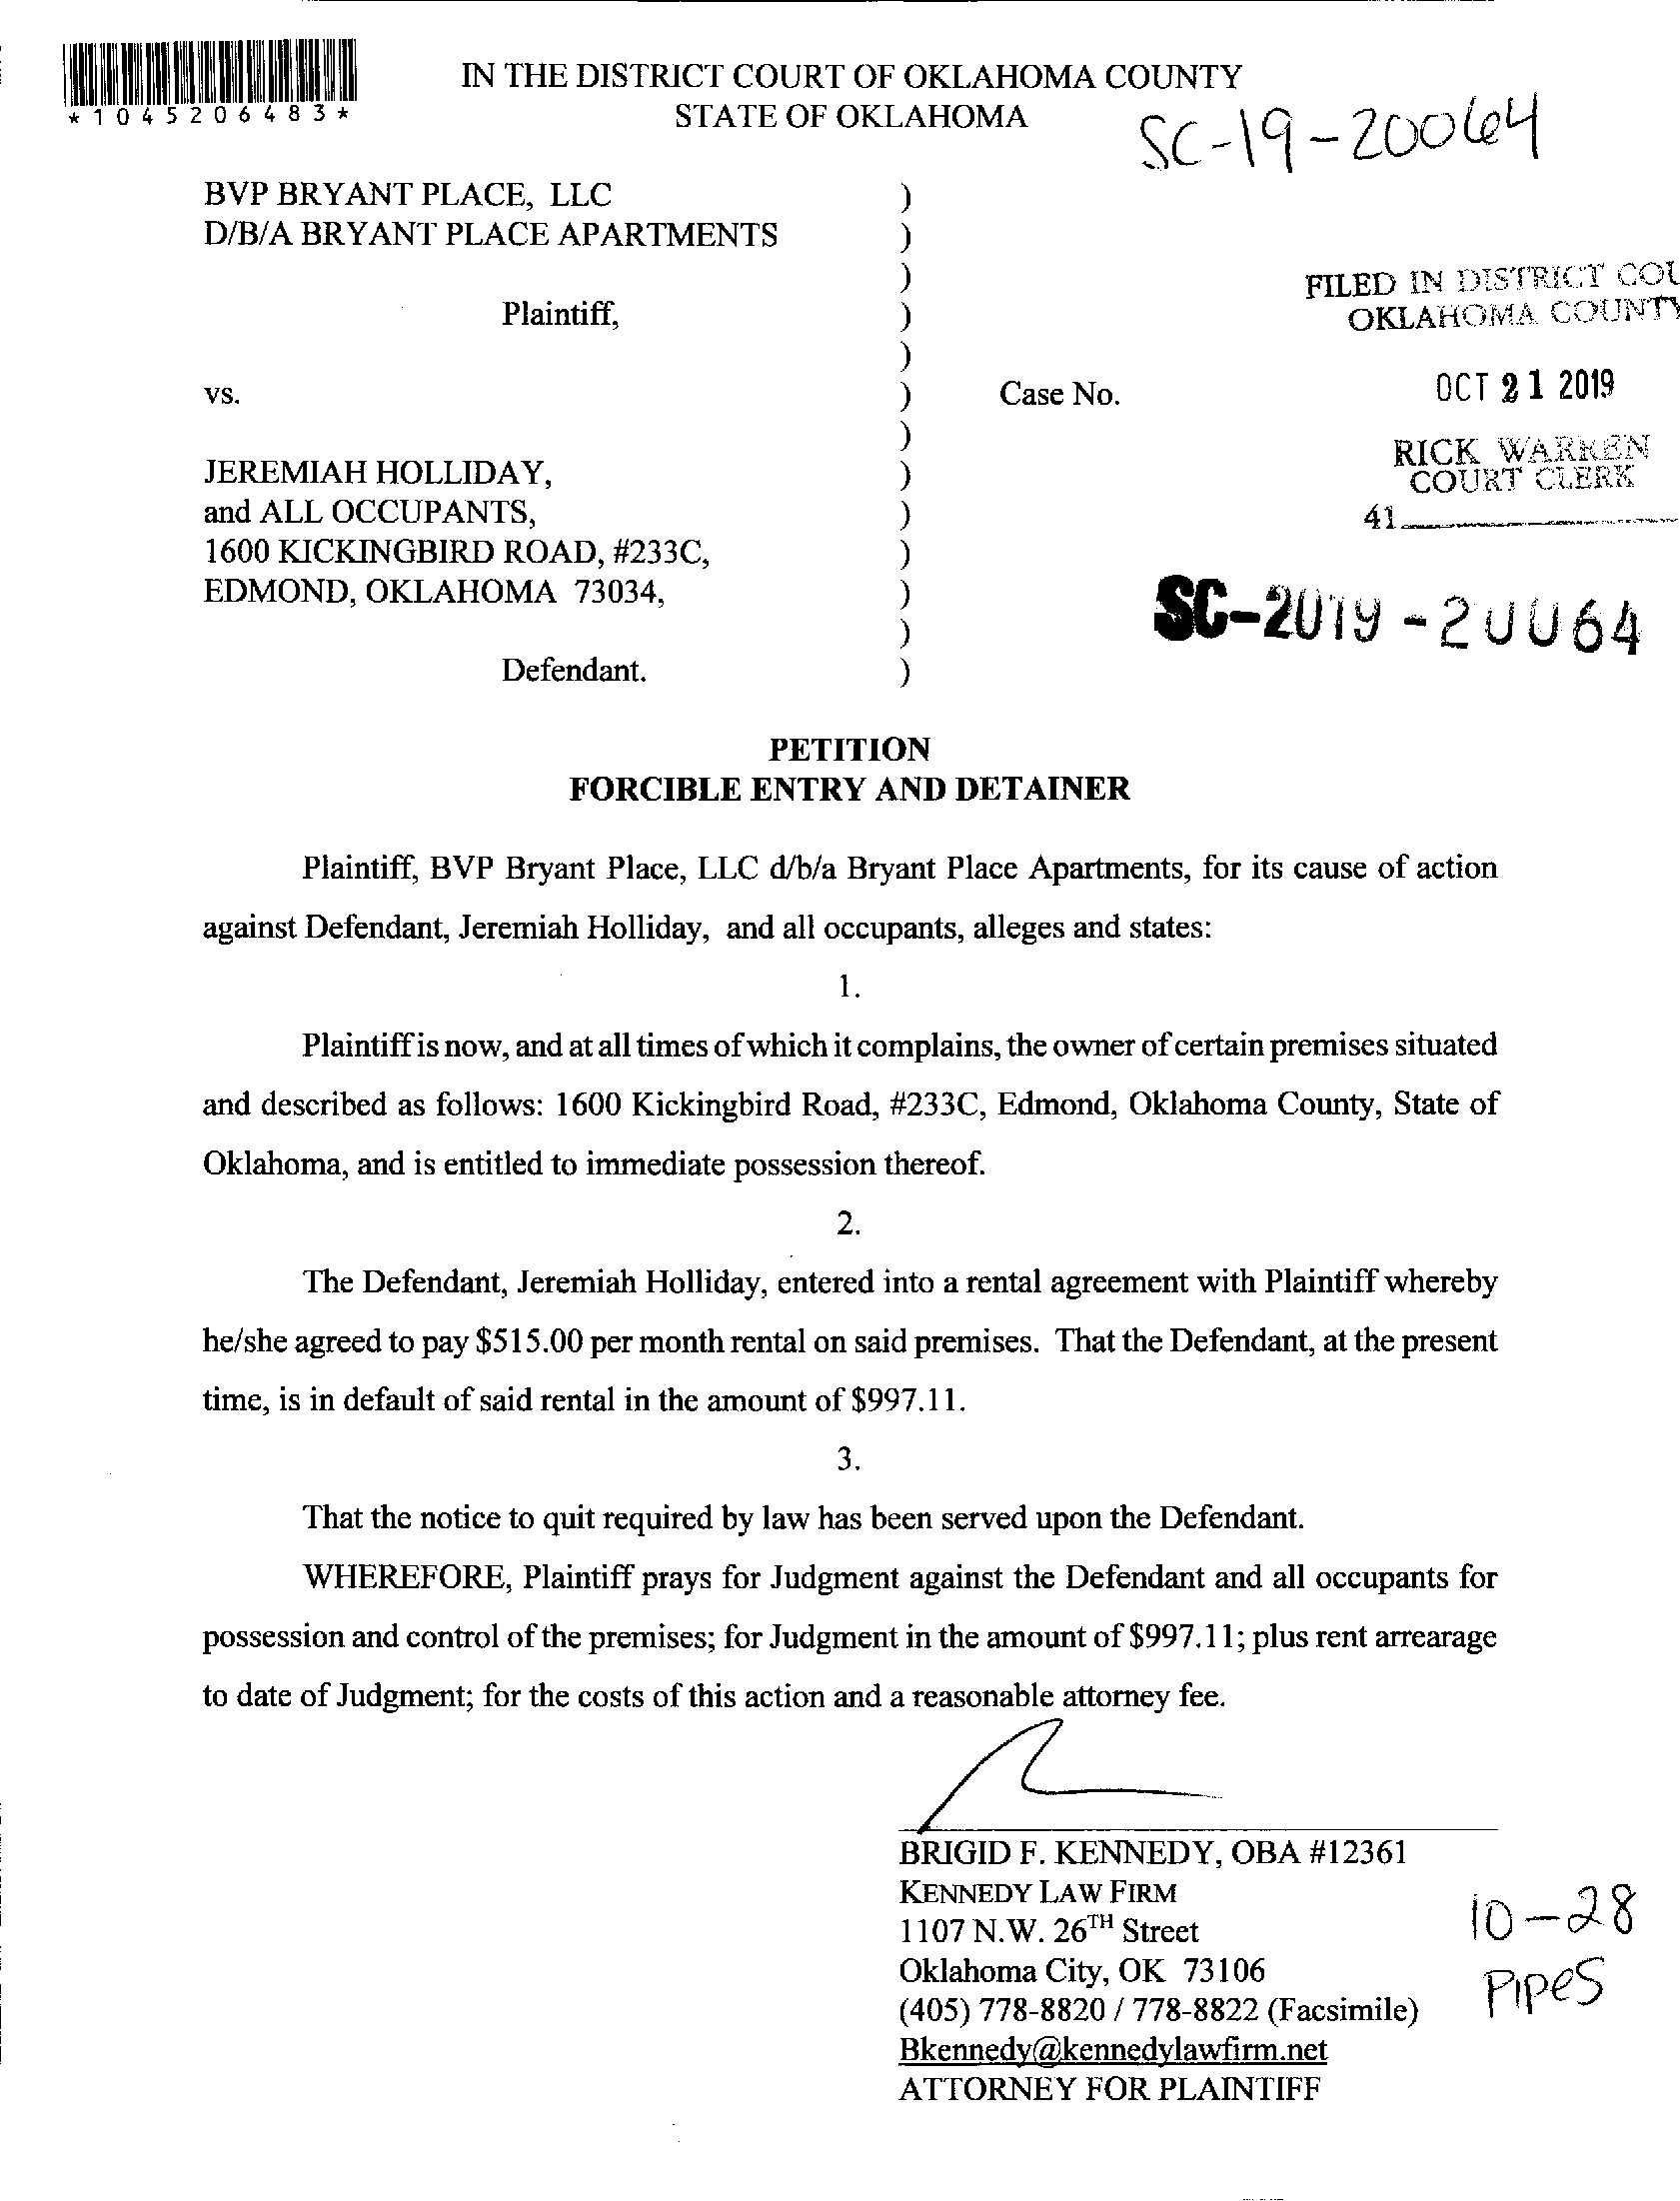 *1045206483*
IN THE DISTRICT COURT OF OKLAHOMA COUNTY
STATE OF OKLAHOMA
SC-19-20064
BVP BRYANT PLACE, LLC )
D/B/A BRYANT PLACE APARTMENTS )
)
Plaintiff, )
)
vs. ) Case No.
)
JEREMIAH HOLLIDAY, )
and ALL OCCUPANTS, )
1600 KICKINGBIRD ROAD, #233C, )
EDMOND, OKLAHOMA 73034, )
)
Defendant. )
FILED IN DISTRICT COU
OKLAHOMA COUNTY
OCT 21 2019
RICK WARREN
COURT CLERK
41
SC-2019-20064
PETITION
FORCIBLE ENTRY AND DETAINER
Plaintiff, BVP Bryant Place, LLC d/b/a Bryant Place Apartments, for its cause of action
against Defendant, Jeremiah Holliday, and all occupants, alleges and states:
1.
Plaintiff is now, and at all times of which it complains, the owner of certain premises situated
and described as follows: 1600 Kickingbird Road, #233C, Edmond, Oklahoma County, State of
Oklahoma, and is entitled to immediate possession thereof.
2.
The Defendant, Jeremiah Holliday, entered into a rental agreement with Plaintiff whereby
he/she agreed to pay $515.00 per month rental on said premises. That the Defendant, at the present
time, is in default of said rental in the amount of $997.11.
3.
That the notice to quit required by law has been served upon the Defendant.
WHEREFORE, Plaintiff prays for Judgment against the Defendant and all occupants for
possession and control of the premises; for Judgment in the amount of $997.11; plus rent arrearage
to date of Judgment; for the costs of this action and a reasonable attorney fee.
BRIGID F. KENNEDY, OBA #12361
KENNEDY LAW FIRM
1107 N.W. 26TH Street
Oklahoma City, OK 73106
(405) 778-8820 / 778-8822 (Facsimile)
Bkennedy@kennedylawfirm.net
ATTORNEY FOR PLAINTIFF
10-28
PIPES